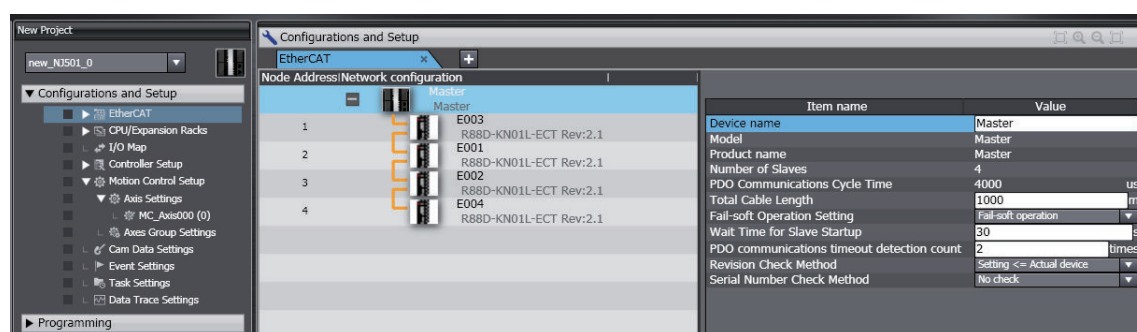 New Project
new_NJ501_0
Configurations and Setup
EtherCAT
CPU/Expansion Racks
I/O Map
Controller Setup
Motion Control Setup
Axis Settings
MC_Axis000 (0)
Axes Group Settings
Cam Data Settings
Event Settings
Task Settings
Data Trace Settings
Programming
Configurations and Setup
EtherCAT
Node Address Network configuration
Master
Master
1 E003
R88D-KN01L-ECT Rev:2.1
2 E001
R88D-KN01L-ECT Rev:2.1
3 E002
R88D-KN01L-ECT Rev:2.1
4 E004
R88D-KN01L-ECT Rev:2.1
Item name Value
Device name Master
Model Master
Product name Master
Number of Slaves 4
PDO Communications Cycle Time 4000 us
Total Cable Length 1000 m
Fail-soft Operation Setting Fail-soft operation
Wait Time for Slave Startup 30 s
PDO communications timeout detection count 2 times
Revision Check Method Setting <= Actual device
Serial Number Check Method No check